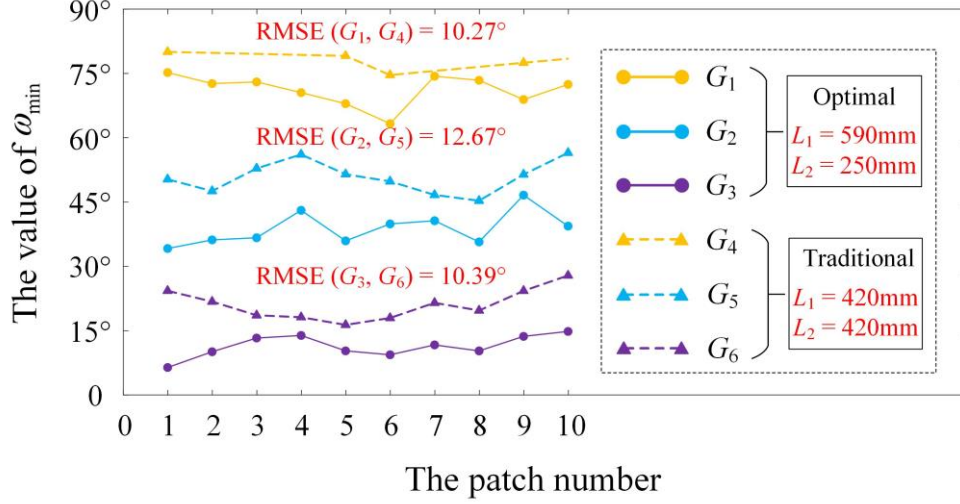 90°
75°
60°
45°
30°
15°
0
The value of ω_min
RMSE (G₁, G₄) = 10.27°
RMSE (G₂, G₅) = 12.67°
RMSE (G₃, G₆) = 10.39°
0 1 2 3 4 5 6 7 8 9 10
The patch number
G₁
G₂
G₃
G₄
G₅
G₆
Optimal
L₁ = 590mm
L₂ = 250mm
Traditional
L₁ = 420mm
L₂ = 420mm